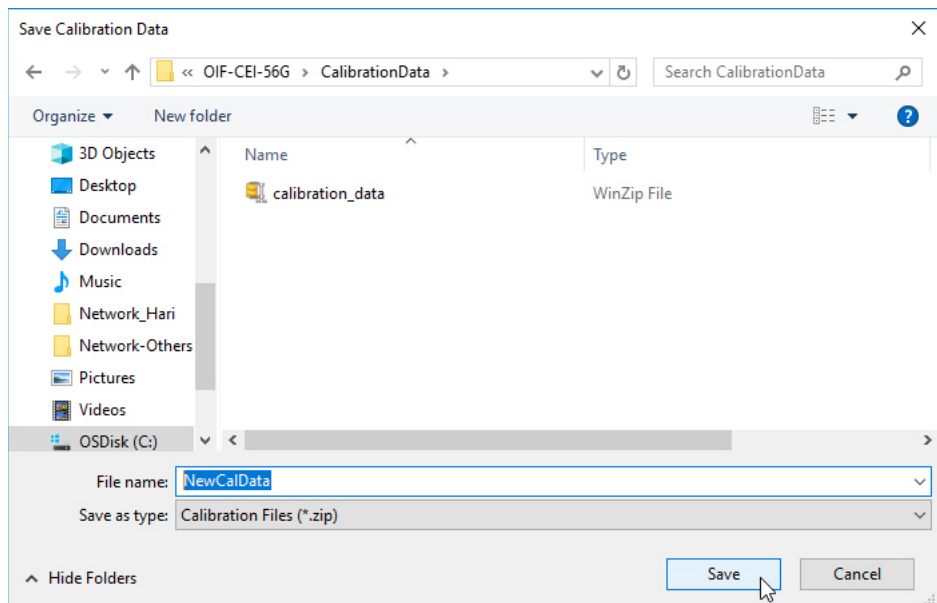 Save Calibration Data
« OIF-CEI-56G > CalibrationData >
Search CalibrationData
Organize
New folder
?
3D Objects
Desktop
Documents
Downloads
Music
Network_Hari
Network-Others
Pictures
Videos
OSDisk (C:)
Name
Type
calibration_data
WinZip File
File name: NewCalData
Save as type: Calibration Files (*.zip)
Hide Folders
Save
Cancel